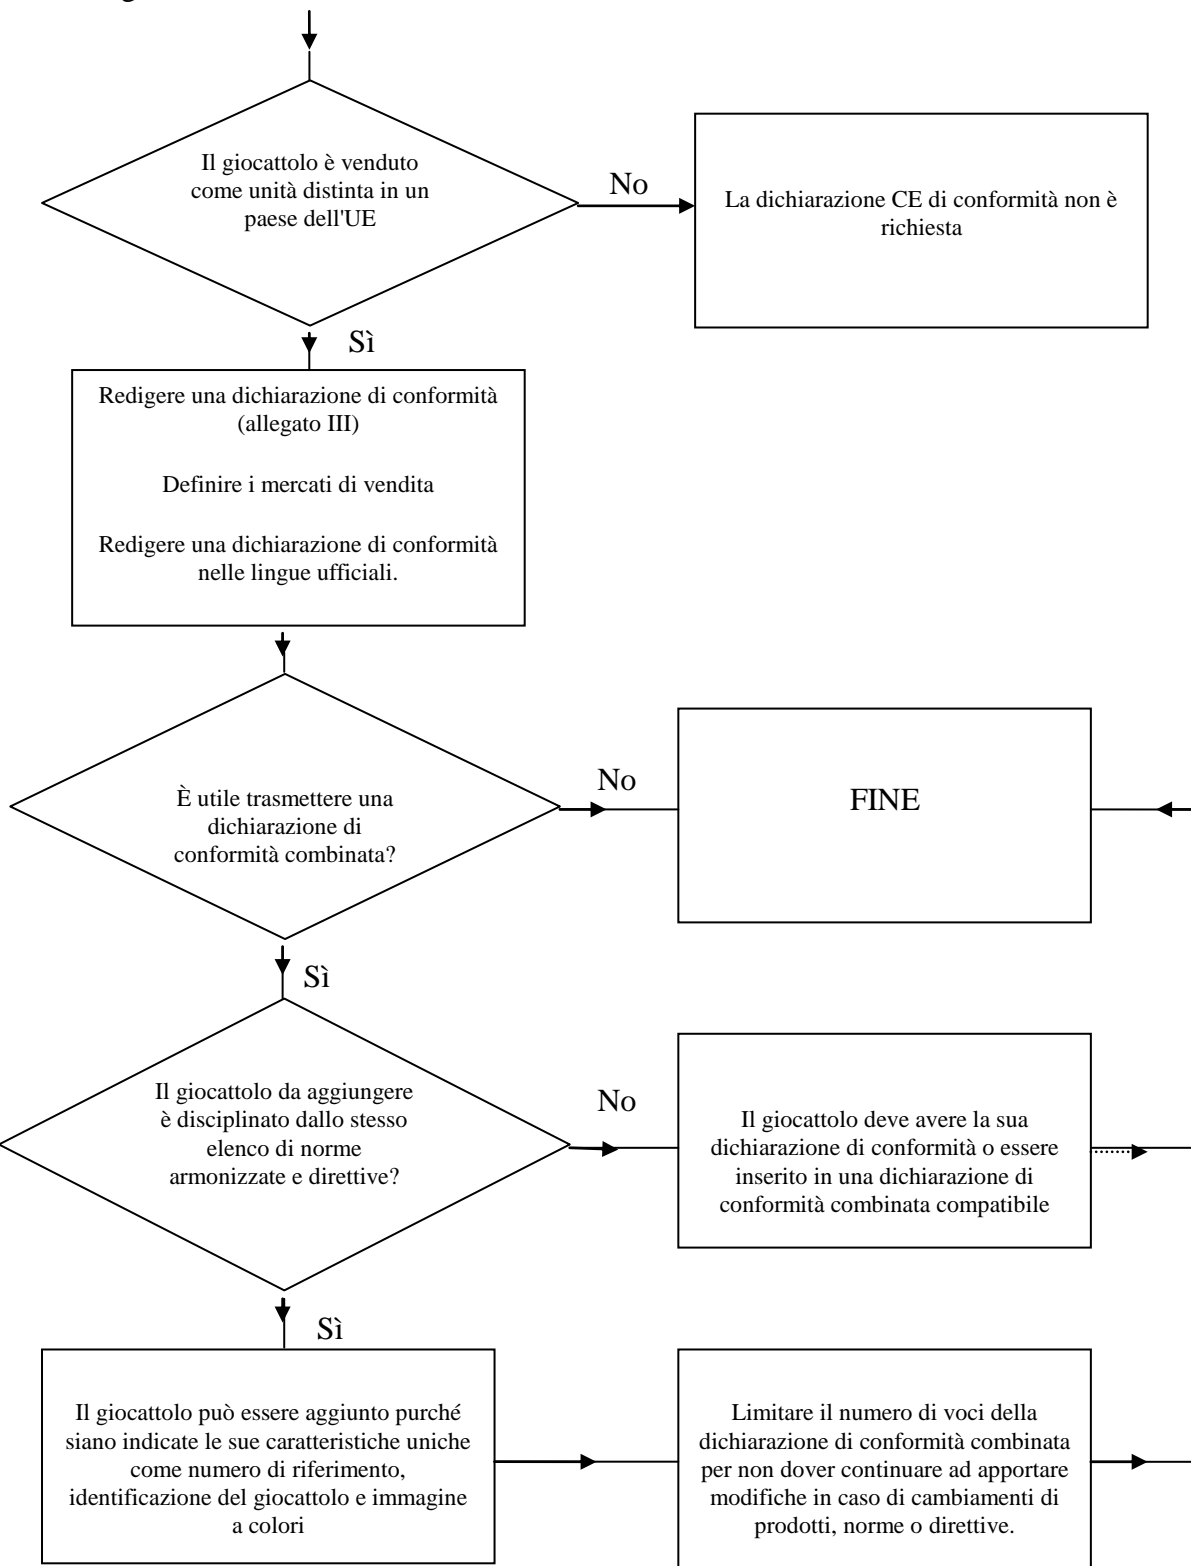 Il giocattolo è venduto
come unità distinta in un
paese dell'UE
No
La dichiarazione CE di conformità non è
richiesta
Sì
Redigere una dichiarazione di conformità
(allegato III)
Definire i mercati di vendita
Redigere una dichiarazione di conformità
nelle lingue ufficiali.
È utile trasmettere una
dichiarazione di
conformità combinata?
No
FINE
Sì
Il giocattolo da aggiungere
è disciplinato dallo stesso
elenco di norme
armonizzate e direttive?
No
Il giocattolo deve avere la sua
dichiarazione di conformità o essere
inserito in una dichiarazione di
conformità combinata compatibile
Sì
Il giocattolo può essere aggiunto purché
siano indicate le sue caratteristiche uniche
come numero di riferimento,
identificazione del giocattolo e immagine
a colori
Limitare il numero di voci della
dichiarazione di conformità combinata
per non dover continuare ad apportare
modifiche in caso di cambiamenti di
prodotti, norme o direttive.